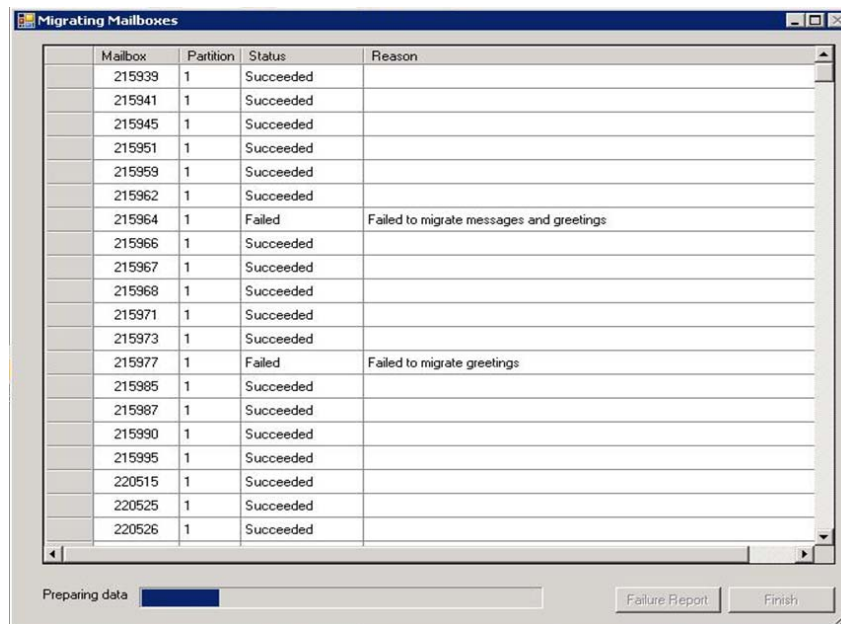 Migrating Mailboxes
Mailbox Partition Status Reason
215939 1 Succeeded
215941 1 Succeeded
215945 1 Succeeded
215951 1 Succeeded
215959 1 Succeeded
215962 1 Succeeded
215964 1 Failed Failed to migrate messages and greetings
215966 1 Succeeded
215967 1 Succeeded
215968 1 Succeeded
215971 1 Succeeded
215973 1 Succeeded
215977 1 Failed Failed to migrate greetings
215985 1 Succeeded
215987 1 Succeeded
215990 1 Succeeded
215995 1 Succeeded
220515 1 Succeeded
220525 1 Succeeded
220526 1 Succeeded
Preparing data Failure Report Finish